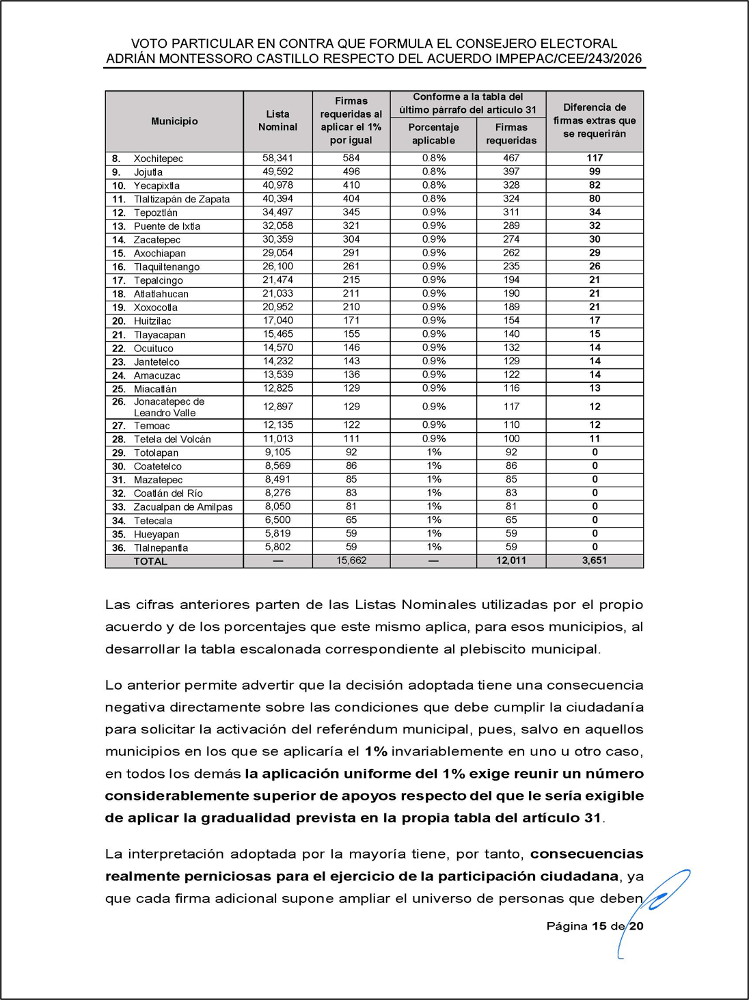 VOTO PARTICULAR EN CONTRA QUE FORMULA EL CONSEJERO ELECTORAL
ADRIÁN MONTESSORO CASTILLO RESPECTO DEL ACUERDO IMPEPAC/CEE/243/2026
Municipio | Lista Nominal | Firmas requeridas al aplicar el 1% por igual | Conforme a la tabla del último párrafo del artículo 31 | Diferencia de firmas extras que se requerirán
Porcentaje aplicable | Firmas requeridas
8. Xochitepec 58,341 584 0.8% 467 117
9. Jojutla 49,592 496 0.8% 397 99
10. Yecapixtla 40,978 410 0.8% 328 82
11. Tlaltizapán de Zapata 40,394 404 0.8% 324 80
12. Tepoztlán 34,497 345 0.9% 311 34
13. Puente de Ixtla 32,058 321 0.9% 289 32
14. Zacatepec 30,359 304 0.9% 274 30
15. Axochiapan 29,054 291 0.9% 262 29
16. Tlaquiltenango 26,100 261 0.9% 235 26
17. Tepalcingo 21,474 215 0.9% 194 21
18. Atlatlahucan 21,033 211 0.9% 190 21
19. Xoxocotla 20,952 210 0.9% 189 21
20. Huitzilac 17,040 171 0.9% 154 17
21. Tlayacapan 15,465 155 0.9% 140 15
22. Ocuituco 14,570 146 0.9% 132 14
23. Jantetelco 14,232 143 0.9% 129 14
24. Amacuzac 13,539 136 0.9% 122 14
25. Miacatlán 12,825 129 0.9% 116 13
26. Jonacatepec de Leandro Valle 12,897 129 0.9% 117 12
27. Temoac 12,135 122 0.9% 110 12
28. Tetela del Volcán 11,013 111 0.9% 100 11
29. Totolapan 9,105 92 1% 92 0
30. Coatetelco 8,569 86 1% 86 0
31. Mazatepec 8,491 85 1% 85 0
32. Coatlán del Río 8,276 83 1% 83 0
33. Zacualpan de Amilpas 8,050 81 1% 81 0
34. Tetecala 6,500 65 1% 65 0
35. Hueyapan 5,819 59 1% 59 0
36. Tlalnepantla 5,802 59 1% 59 0
TOTAL — 15,662 — 12,011 3,651
Las cifras anteriores parten de las Listas Nominales utilizadas por el propio
acuerdo y de los porcentajes que este mismo aplica, para esos municipios, al
desarrollar la tabla escalonada correspondiente al plebiscito municipal.
Lo anterior permite advertir que la decisión adoptada tiene una consecuencia
negativa directamente sobre las condiciones que debe cumplir la ciudadanía
para solicitar la activación del referéndum municipal, pues, salvo en aquellos
municipios en los que se aplicaría el 1% invariablemente en uno u otro caso,
en todos los demás la aplicación uniforme del 1% exige reunir un número
considerablemente superior de apoyos respecto del que le sería exigible
de aplicar la gradualidad prevista en la propia tabla del artículo 31.
La interpretación adoptada por la mayoría tiene, por tanto, consecuencias
realmente perniciosas para el ejercicio de la participación ciudadana, ya
que cada firma adicional supone ampliar el universo de personas que deben
Página 15 de 20